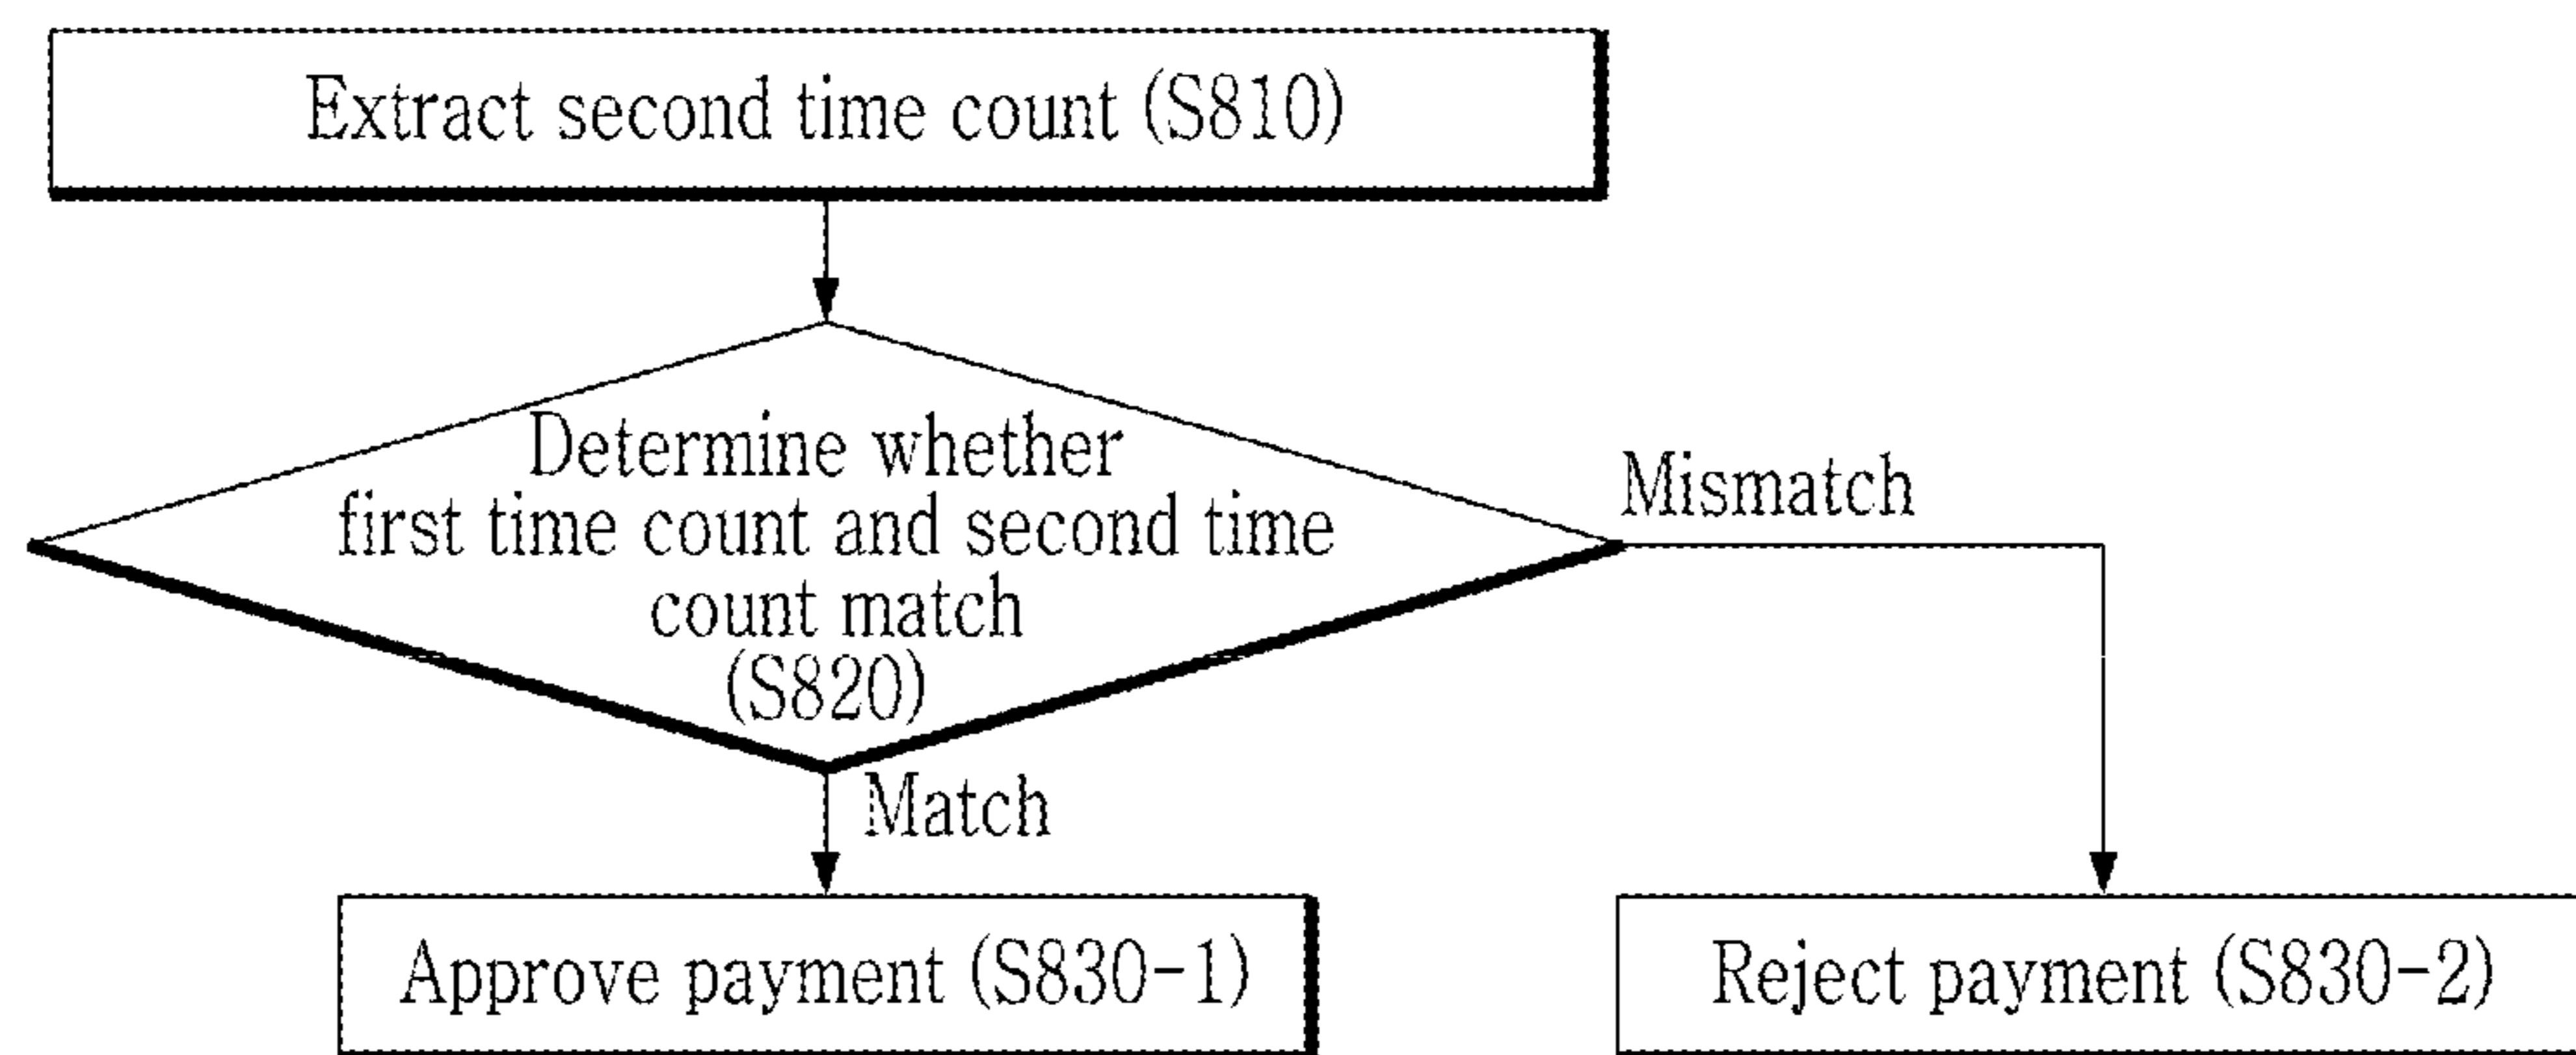 Extract second time count (S810)
Determine whether
first time count and second time
count match
(S820)
Mismatch
Match
Approve payment (S830-1)
Reject payment (S830-2)